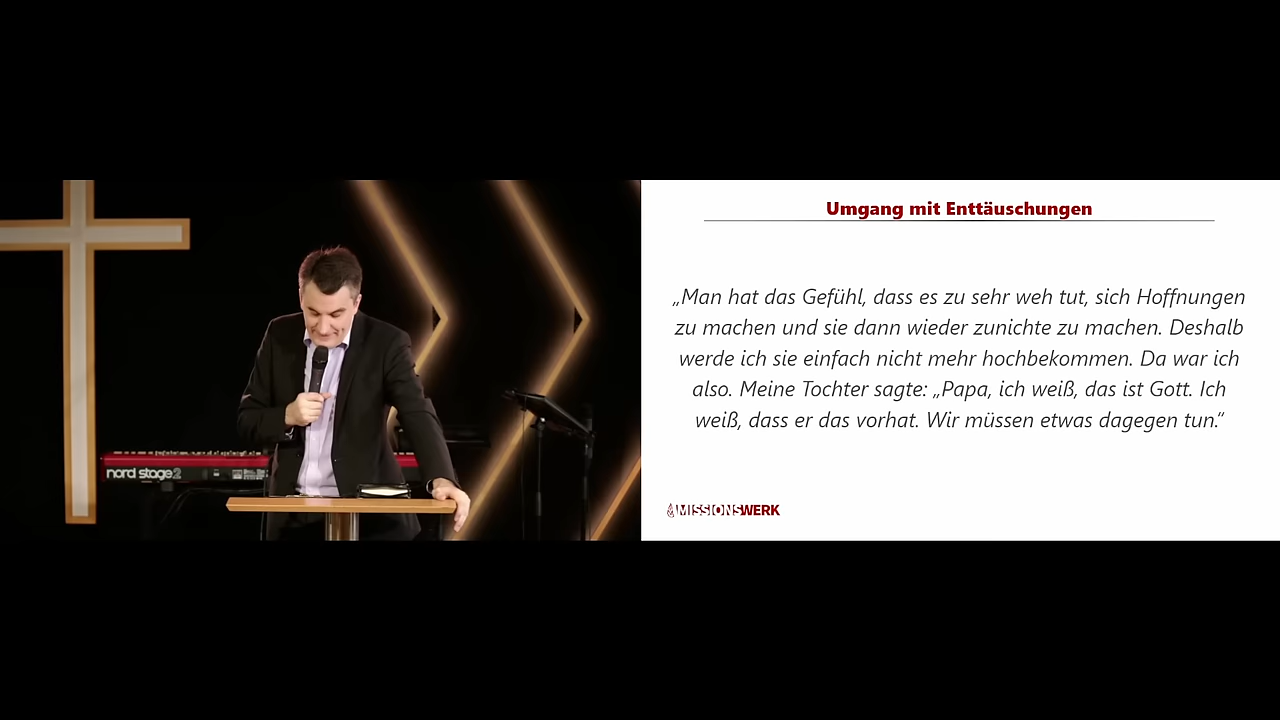 Umgang mit Enttäuschungen
„Man hat das Gefühl, dass es zu sehr weh tut, sich Hoffnungen
zu machen und sie dann wieder zunichte zu machen. Deshalb
werde ich sie einfach nicht mehr hochbekommen. Da war ich
also. Meine Tochter sagte: „Papa, ich weiß, das ist Gott. Ich
weiß, dass er das vorhat. Wir müssen etwas dagegen tun.“
MISSIONSWERK
nord stage2